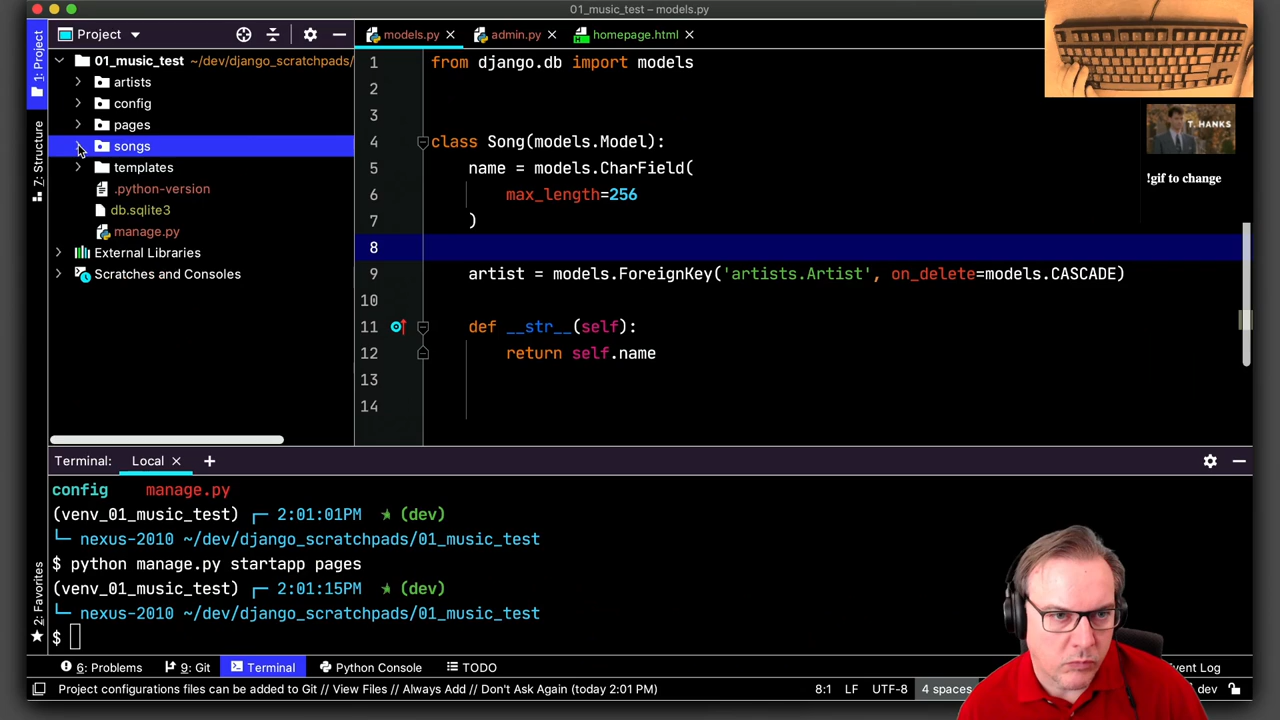 01_music_test – models.py
Project
models.py
admin.py
homepage.html
1: Project
7: Structure
2: Favorites
01_music_test ~/dev/django_scratchpads/
artists
config
pages
songs
templates
.python-version
db.sqlite3
manage.py
External Libraries
Scratches and Consoles
1 from django.db import models
2
3
4 class Song(models.Model):
5 name = models.CharField(
6 max_length=256
7 )
8
9 artist = models.ForeignKey('artists.Artist', on_delete=models.CASCADE)
10
11 def __str__(self):
12 return self.name
13
14
T. HANKS
!gif to change
Terminal: Local +
config manage.py
(venv_01_music_test) ┌─ 2:01:01PM ★ (dev)
└─ nexus-2010 ~/dev/django_scratchpads/01_music_test
$ python manage.py startapp pages
(venv_01_music_test) ┌─ 2:01:15PM ★ (dev)
└─ nexus-2010 ~/dev/django_scratchpads/01_music_test
$
6: Problems
9: Git
Terminal
Python Console
TODO
vent Log
Project configurations files can be added to Git // View Files // Always Add // Don't Ask Again (today 2:01 PM)
8:1 LF UTF-8 4 spaces
dev